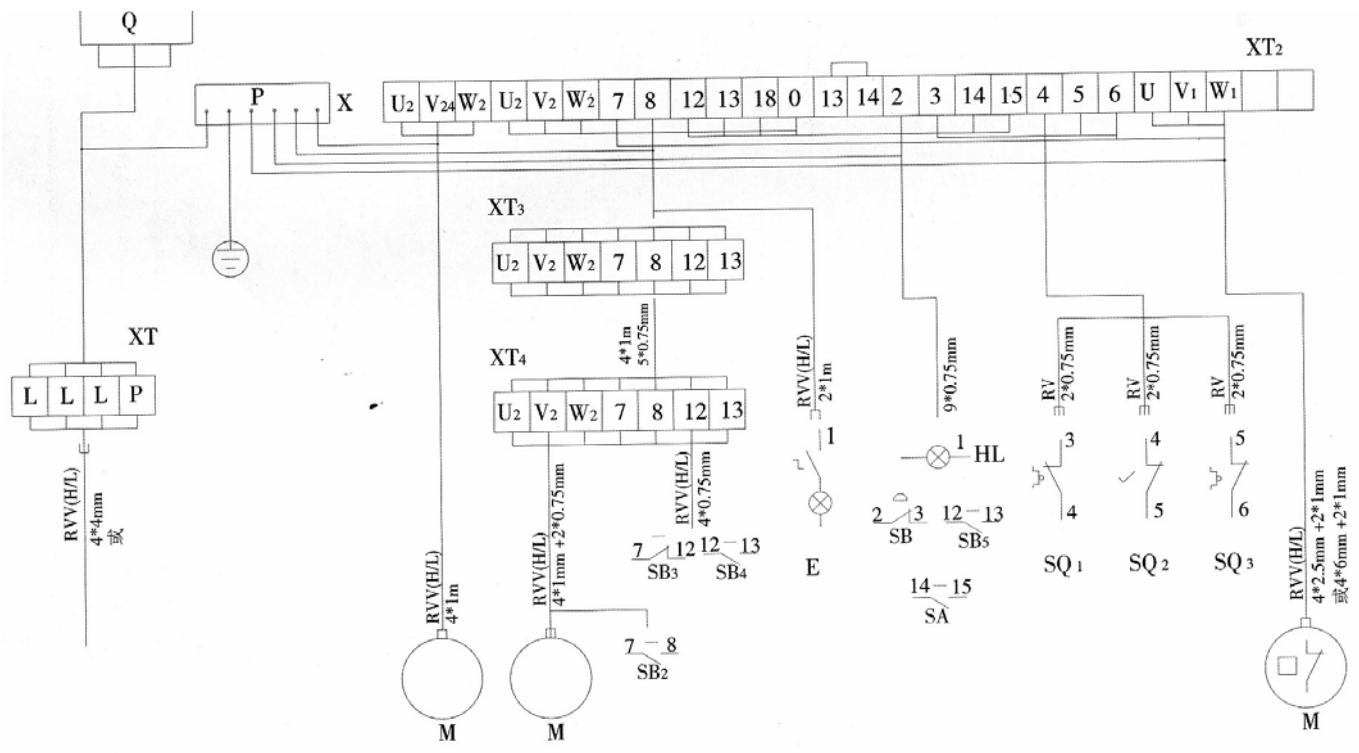 Q
XT2
P X
U2 V24 W2 U2 V2 W2 7 8 12 13 18 0 13 14 2 3 14 15 4 5 6 U V1 W1
XT3
U2 V2 W2 7 8 12 13
4*1m
5*0.75mm
XT4
U2 V2 W2 7 8 12 13
XT
L L L P
RVV(H/L)
4*4mm
或
RVV(H/L)
4*1m
M
RVV(H/L)
4*1mm +2*0.75mm
M
RVV(H/L)
4*0.75mm
7 12
SB3
12 13
SB4
7 8
SB2
RVV(H/L)
2*1m
1
E
9*0.75mm
1 HL
2 3
SB
12 13
SB5
14 15
SA
RV
2*0.75mm
3
4
SQ1
RV
2*0.75mm
4
5
SQ2
RV
2*0.75mm
5
6
SQ3
RVV(H/L)
4*2.5mm +2*1mm
或4*6mm +2*1mm
M